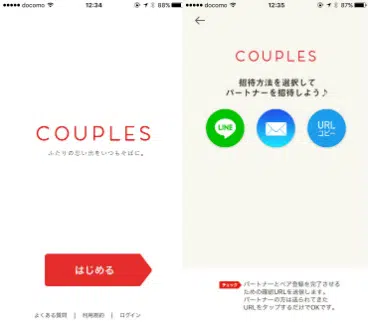 docomo 12:34 88%
COUPLES
ふたりの思い出をいつもそばに。
はじめる
よくある質問 | 利用規約 | ログイン
docomo 12:35 87%
COUPLES
招待方法を選択して
パートナーを招待しよう♪
LINE
URL
コピー
チェック パートナーとペア登録を完了させる
ための確認URLを送信します。
パートナーの方は送られてきた
URLをタップするだけでOKです。